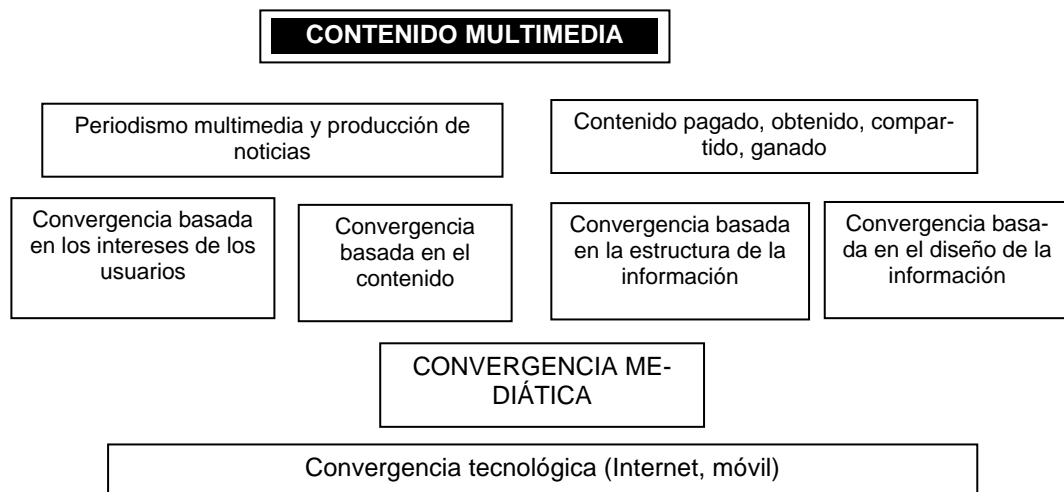 CONTENIDO MULTIMEDIA
Periodismo multimedia y producción de
noticias
Contenido pagado, obtenido, compar-
tido, ganado
Convergencia basada
en los intereses de los
usuarios
Convergencia
basada en el
contenido
Convergencia basada
en la estructura de la
información
Convergencia basa-
da en el diseño de la
información
CONVERGENCIA ME-
DIÁTICA
Convergencia tecnológica (Internet, móvil)